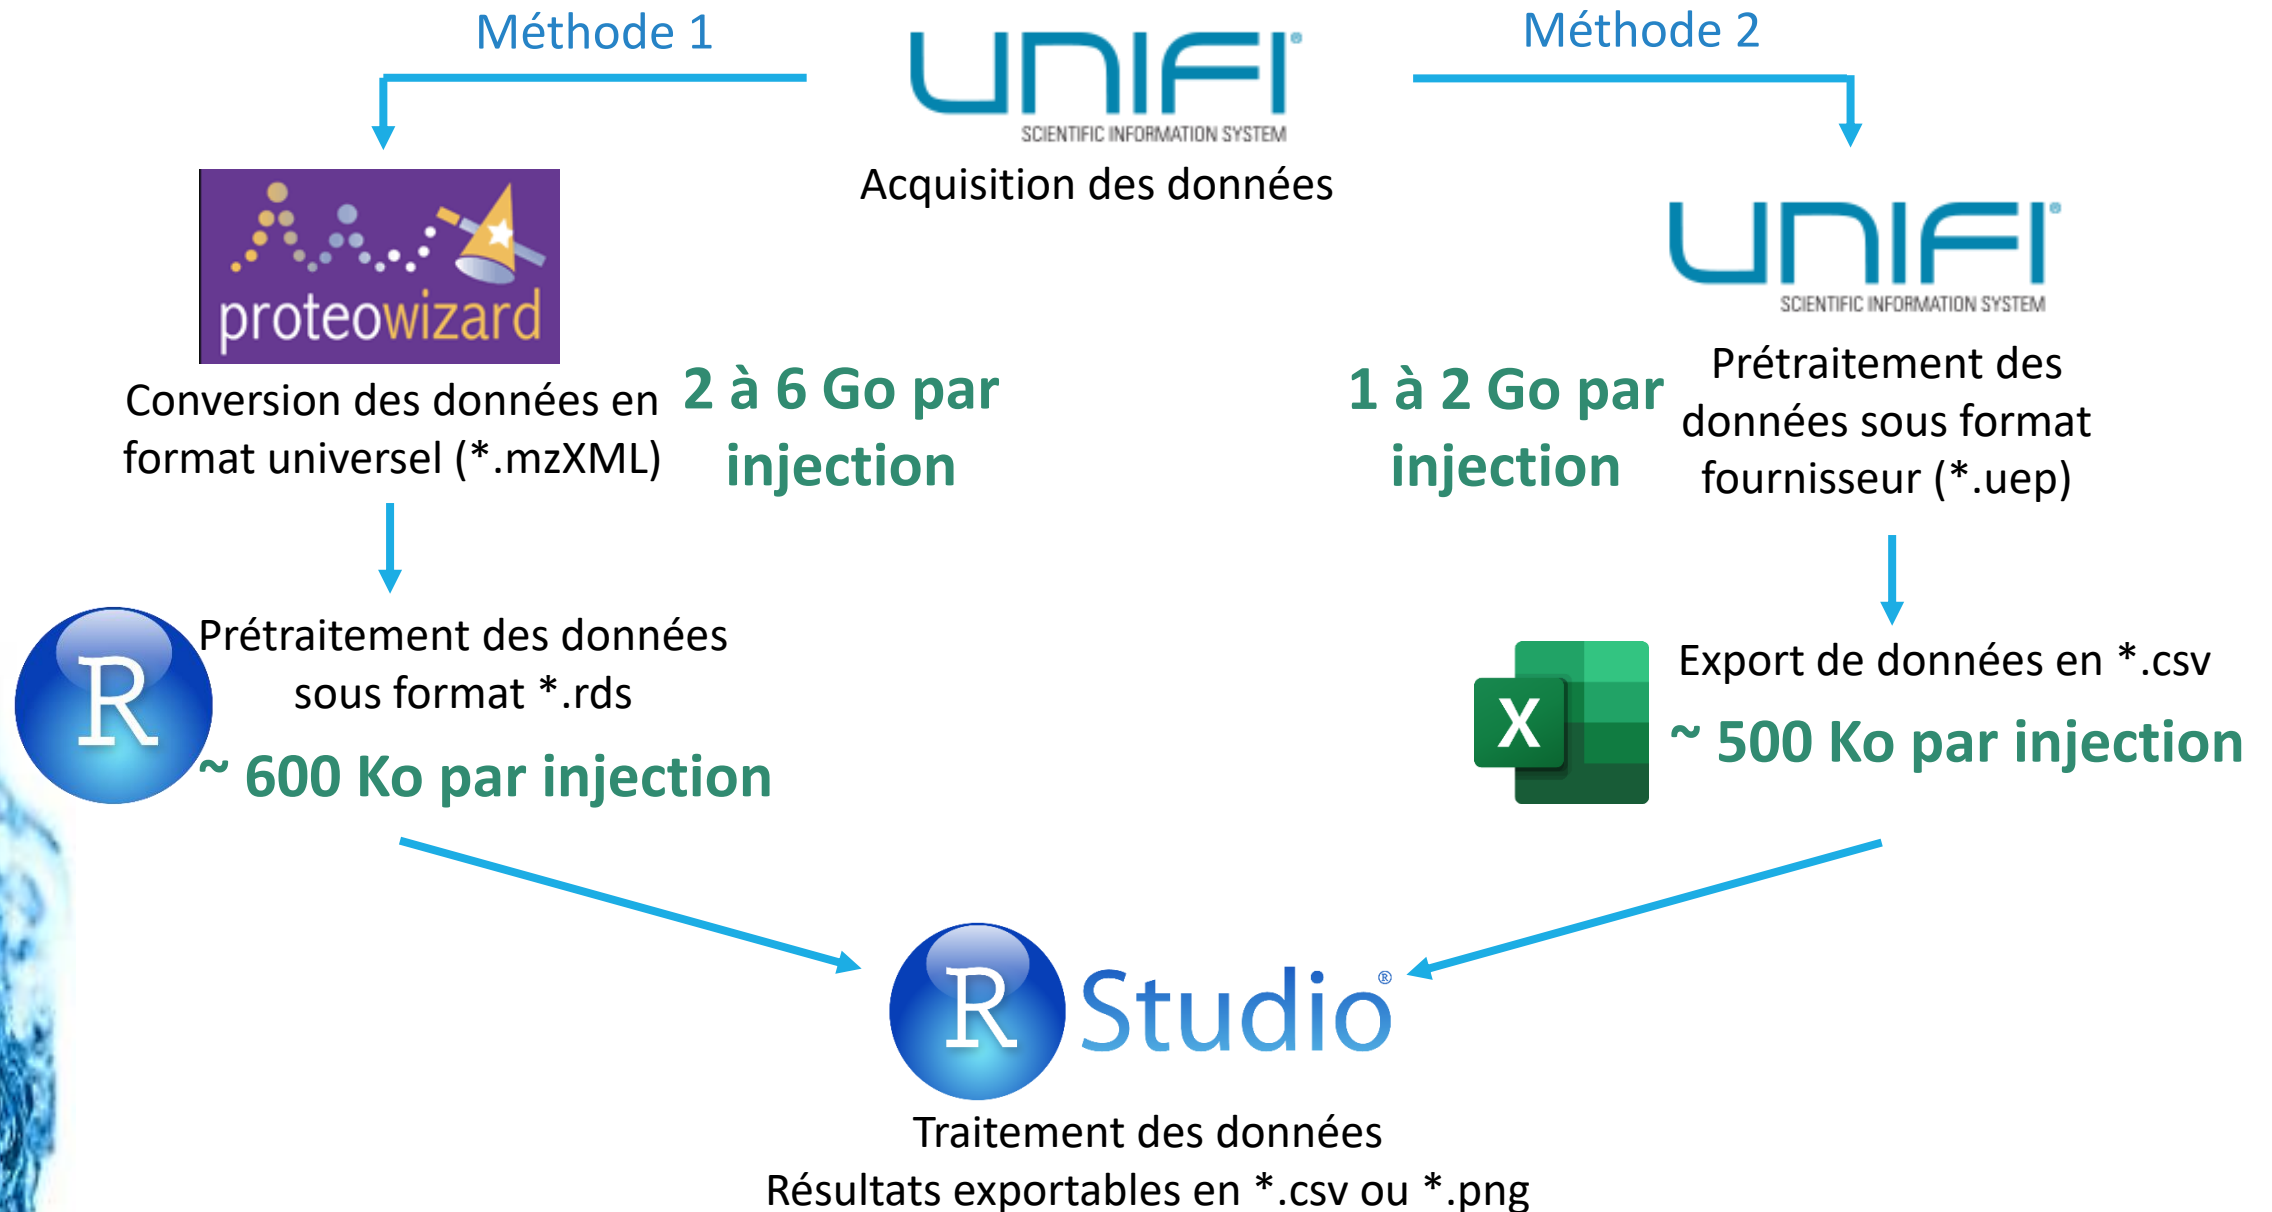 Méthode 1
UNIFI®
SCIENTIFIC INFORMATION SYSTEM
Acquisition des données
Méthode 2
proteowizard
Conversion des données en
format universel (*.mzXML)
2 à 6 Go par
injection
UNIFI®
SCIENTIFIC INFORMATION SYSTEM
1 à 2 Go par
injection
Prétraitement des
données sous format
fournisseur (*.uep)
R
Prétraitement des données
sous format *.rds
~ 600 Ko par injection
X
Export de données en *.csv
~ 500 Ko par injection
R Studio®
Traitement des données
Résultats exportables en *.csv ou *.png